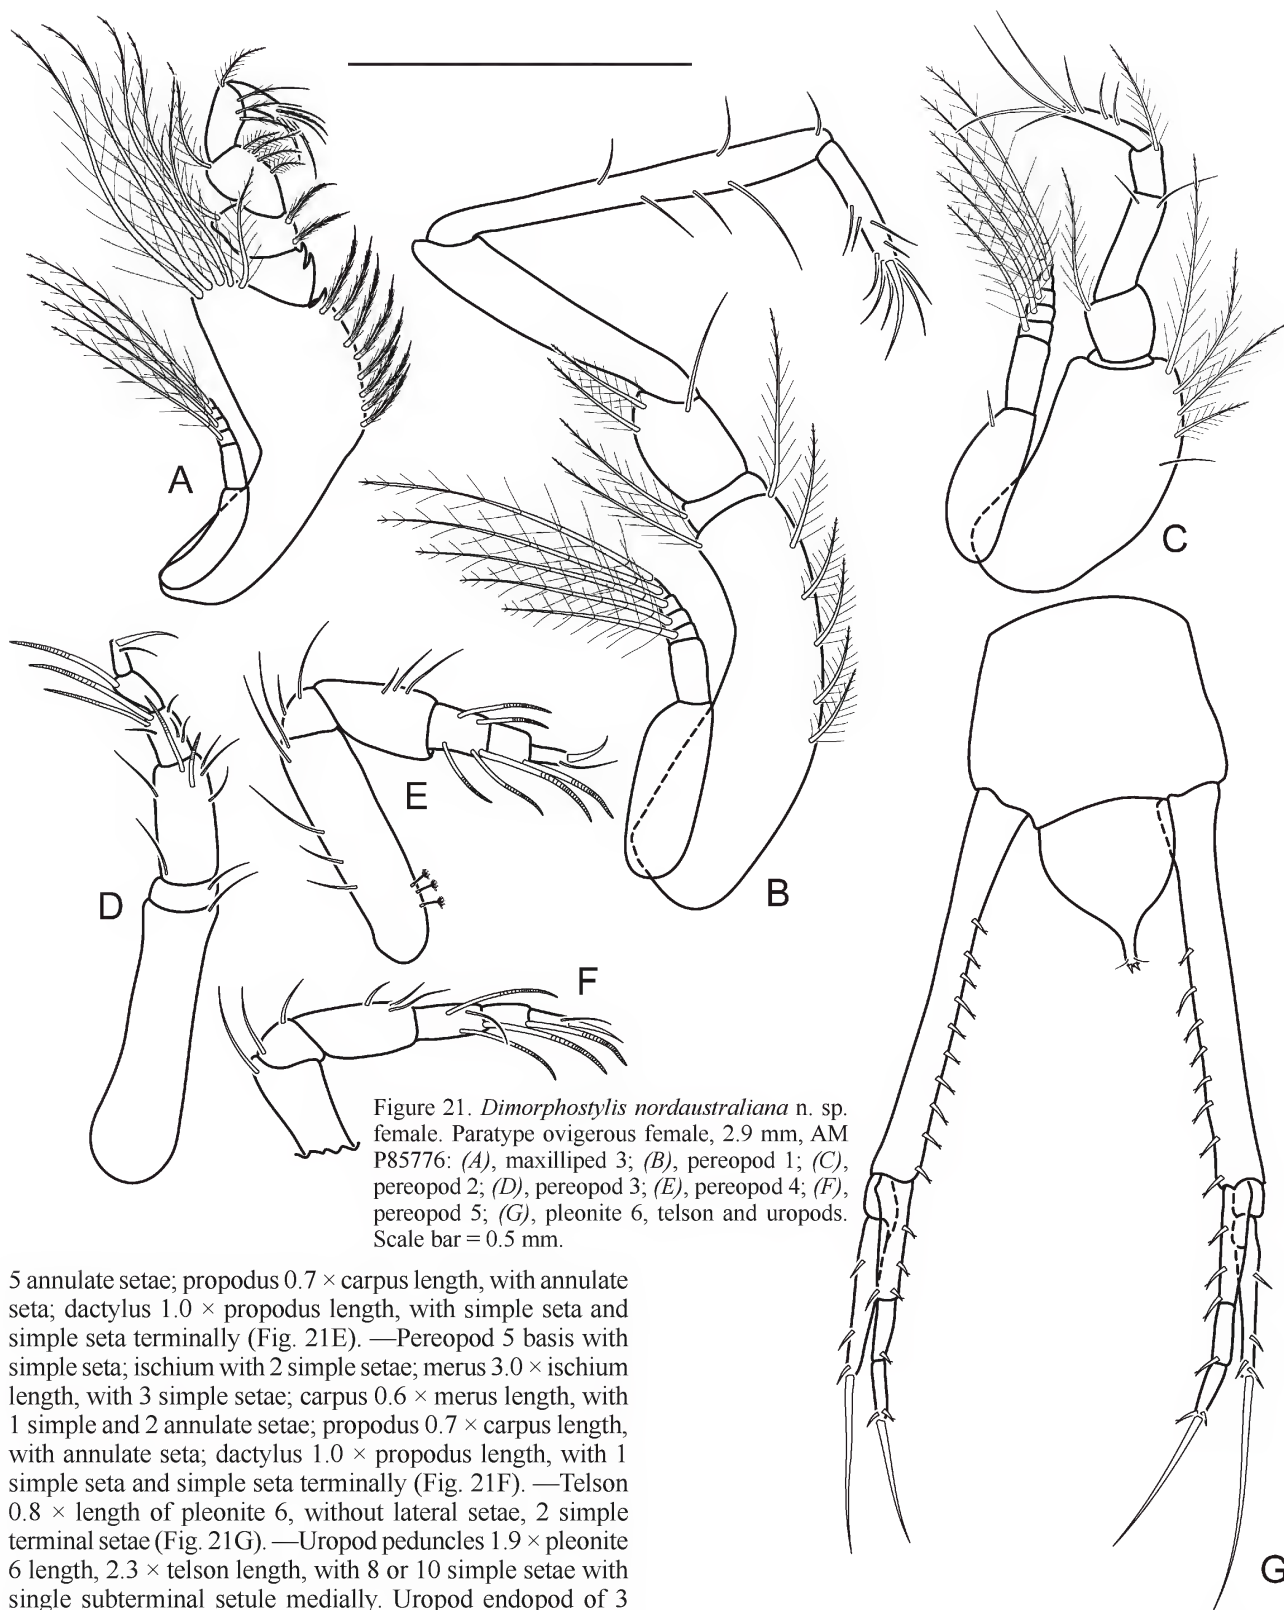 A
B
C
D
E
F
Figure 21. Dimorphostylis nordaustraliana n. sp.
female. Paratype ovigerous female, 2.9 mm, AM
P85776: (A), maxilliped 3; (B), pereopod 1; (C),
pereopod 2; (D), pereopod 3; (E), pereopod 4; (F),
pereopod 5; (G), pleonite 6, telson and uropods.
Scale bar = 0.5 mm.
5 annulate setae; propodus 0.7 × carpus length, with annulate
seta; dactylus 1.0 × propodus length, with simple seta and
simple seta terminally (Fig. 21E). —Pereopod 5 basis with
simple seta; ischium with 2 simple setae; merus 3.0 × ischium
length, with 3 simple setae; carpus 0.6 × merus length, with
1 simple and 2 annulate setae; propodus 0.7 × carpus length,
with annulate seta; dactylus 1.0 × propodus length, with 1
simple seta and simple seta terminally (Fig. 21F). —Telson
0.8 × length of pleonite 6, without lateral setae, 2 simple
terminal setae (Fig. 21G). —Uropod peduncles 1.9 × pleonite
6 length, 2.3 × telson length, with 8 or 10 simple setae with
single subterminal setule medially. Uropod endopod of 3
G